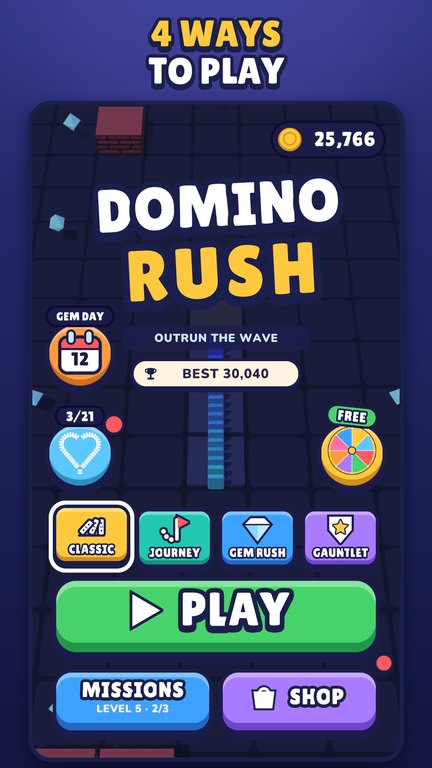 4 WAYS
TO PLAY
25,766
DOMINO
RUSH
GEM DAY
12
OUTRUN THE WAVE
BEST 30,040
3/21
FREE
CLASSIC
JOURNEY
GEM RUSH
GAUNTLET
PLAY
MISSIONS
LEVEL 5 · 2/3
SHOP